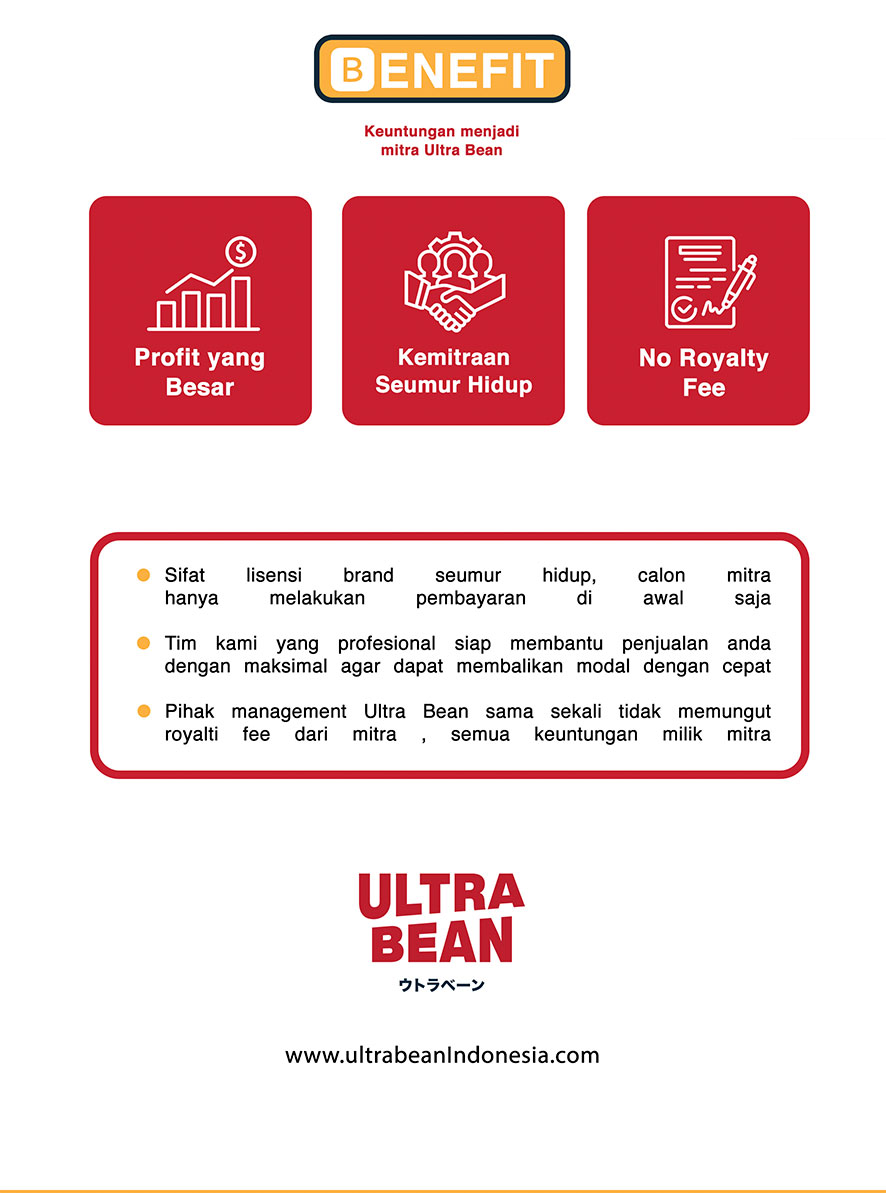 BENEFIT
Keuntungan menjadi
mitra Ultra Bean
Profit yang
Besar
Kemitraan
Seumur Hidup
No Royalty
Fee
Sifat lisensi brand seumur hidup, calon mitra
hanya melakukan pembayaran di awal saja
Tim kami yang profesional siap membantu penjualan anda
dengan maksimal agar dapat membalikan modal dengan cepat
Pihak management Ultra Bean sama sekali tidak memungut
royalti fee dari mitra , semua keuntungan milik mitra
ULTRA
BEAN
ウトラベーン
www.ultrabeanIndonesia.com